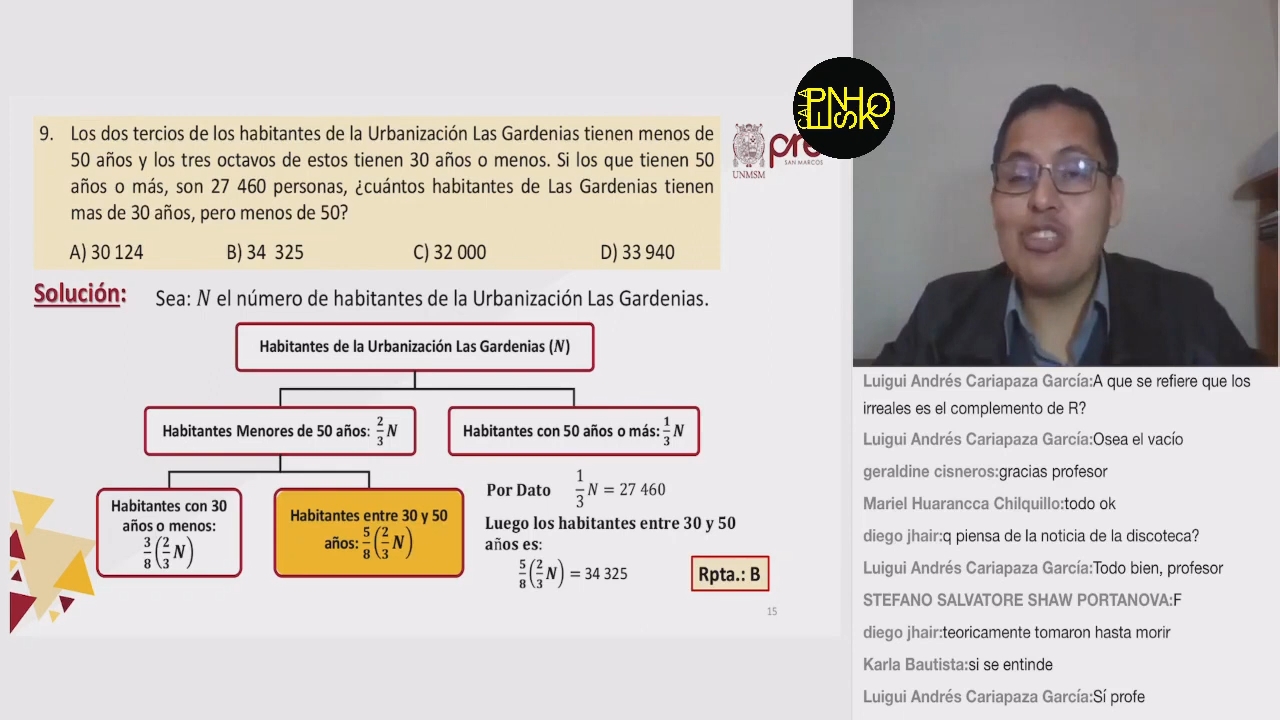 9. Los dos tercios de los habitantes de la Urbanización Las Gardenias tienen menos de
50 años y los tres octavos de estos tienen 30 años o menos. Si los que tienen 50
años o más, son 27 460 personas, ¿cuántos habitantes de Las Gardenias tienen
mas de 30 años, pero menos de 50?
A) 30 124 B) 34 325 C) 32 000 D) 33 940
UNMSM
pre
SAN MARCOS
CALA
PENHOSK
Solución: Sea: N el número de habitantes de la Urbanización Las Gardenias.
Habitantes de la Urbanización Las Gardenias (N)
Habitantes Menores de 50 años: 2/3 N
Habitantes con 50 años o más: 1/3 N
Habitantes con 30
años o menos:
3/8 (2/3 N)
Habitantes entre 30 y 50
años: 5/8 (2/3 N)
Por Dato 1/3 N = 27 460
Luego los habitantes entre 30 y 50
años es:
5/8 (2/3 N) = 34 325
Rpta.: B
15
Luigui Andrés Cariapaza García:A que se refiere que los
irreales es el complemento de R?
Luigui Andrés Cariapaza García:Osea el vacío
geraldine cisneros:gracias profesor
Mariel Huarancca Chilquillo:todo ok
diego jhair:q piensa de la noticia de la discoteca?
Luigui Andrés Cariapaza García:Todo bien, profesor
STEFANO SALVATORE SHAW PORTANOVA:F
diego jhair:teoricamente tomaron hasta morir
Karla Bautista:si se entinde
Luigui Andrés Cariapaza García:Sí profe